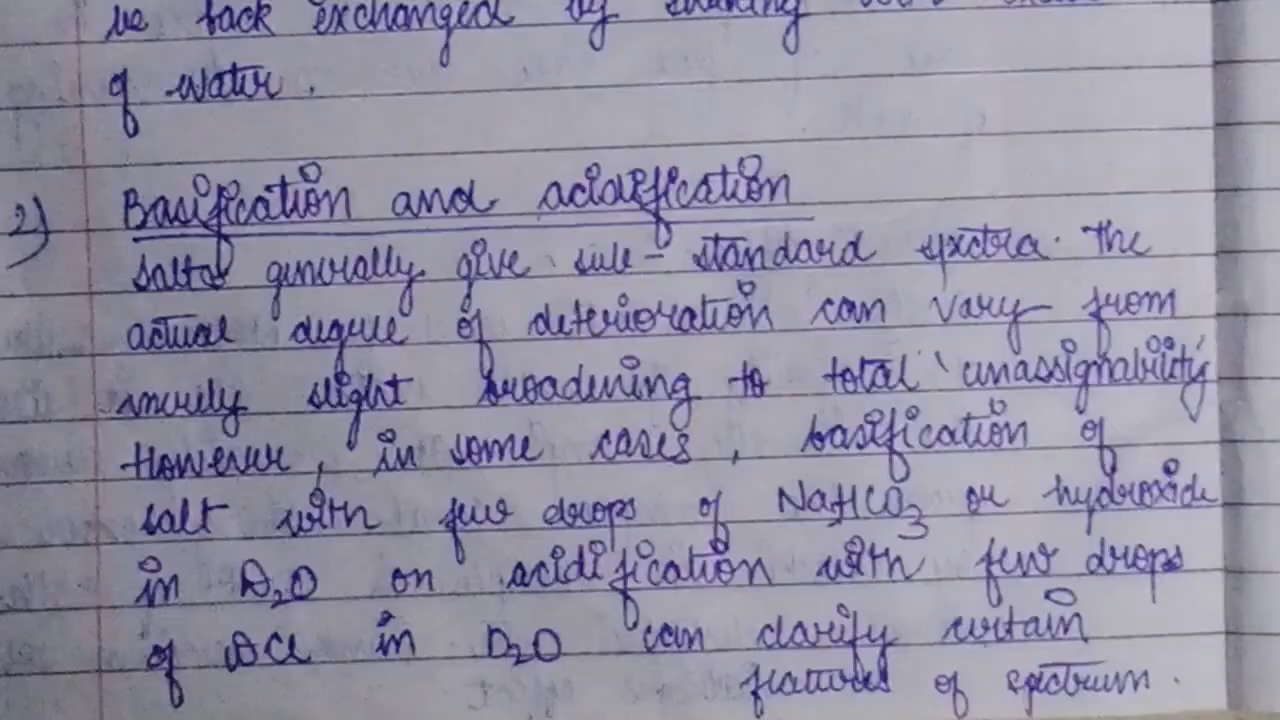 be back exchanged by shaking
of water.
2) Basification and acidification
Salts generally give sub-standard spectra. The
actual degree of deterioration can vary from
merely slight broadening to total 'unassignability'
However, in some cases, basification of
salt with few drops of NaHCO3 or hydroxide
in D2O on acidification with few drops
of DCl in D2O can clarify certain
features of spectrum.